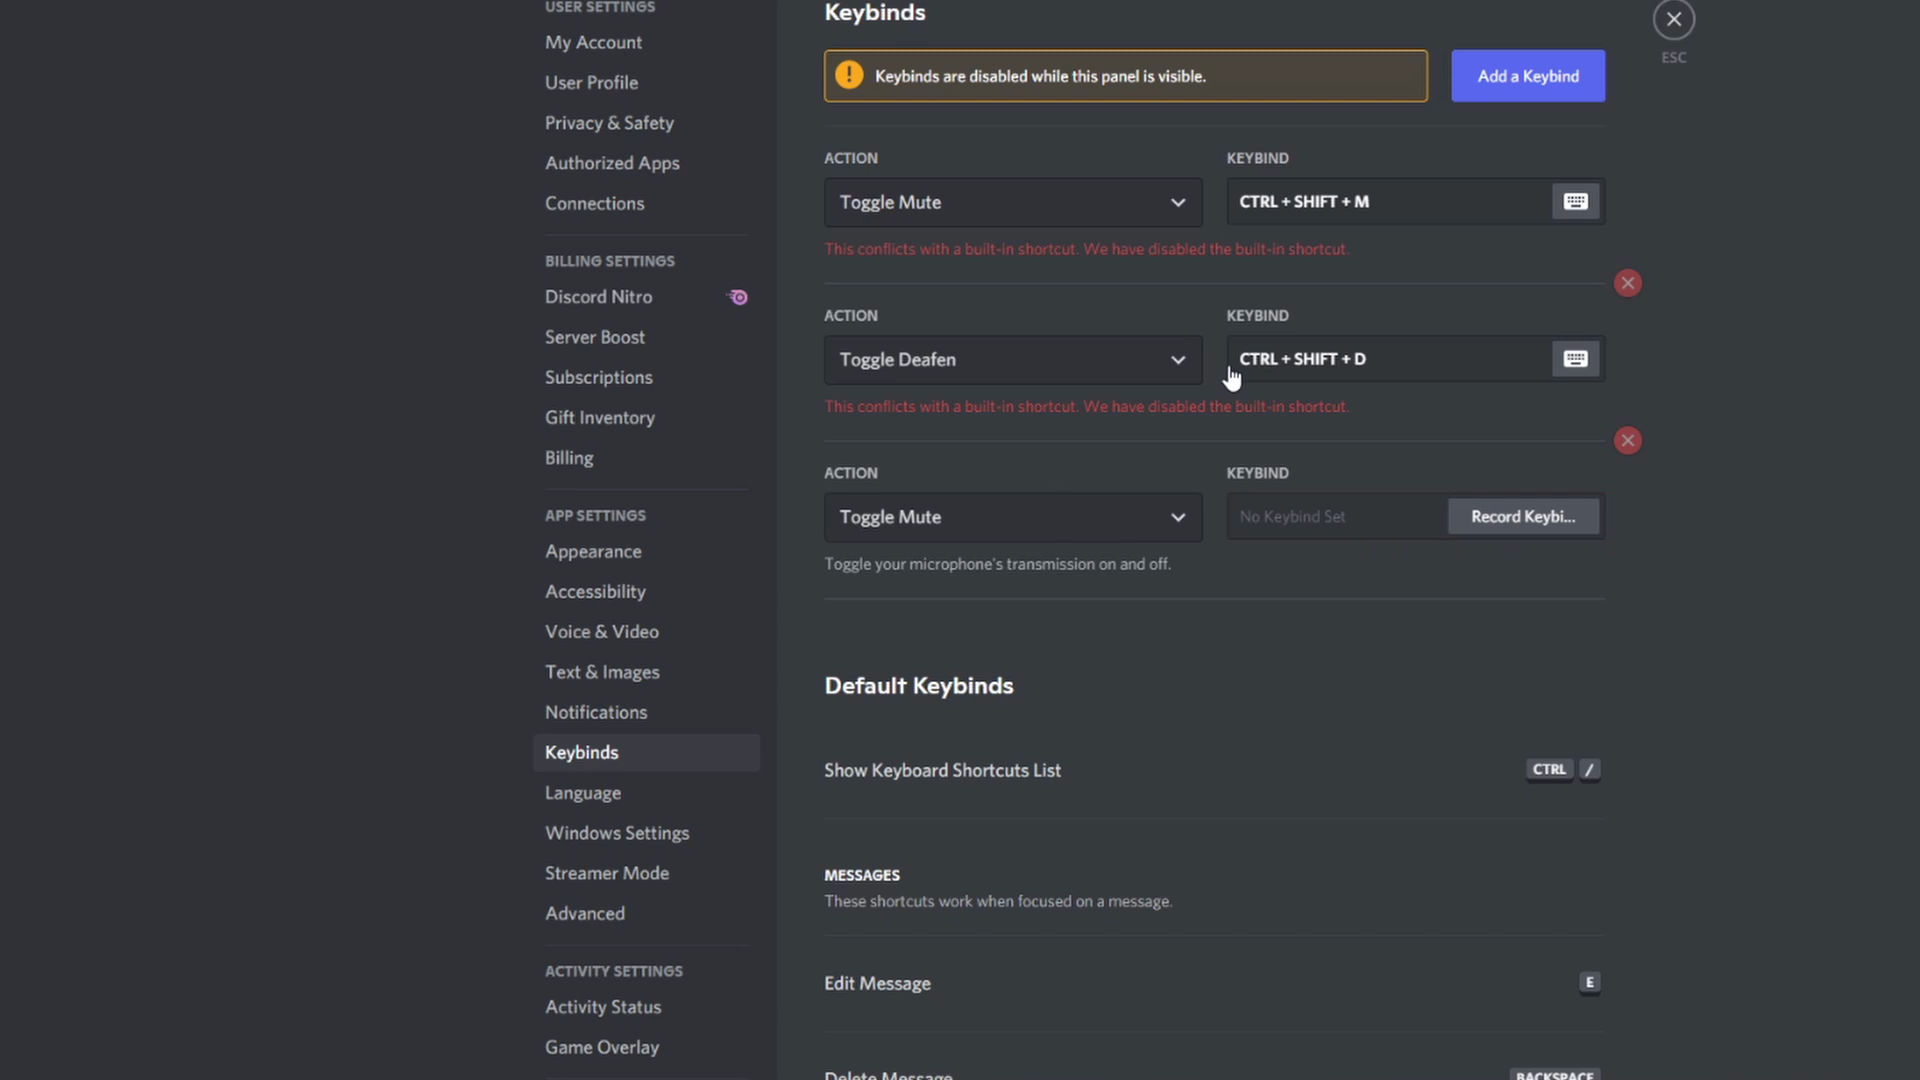 USER SETTINGS
My Account
User Profile
Privacy & Safety
Authorized Apps
Connections
BILLING SETTINGS
Discord Nitro
Server Boost
Subscriptions
Gift Inventory
Billing
APP SETTINGS
Appearance
Accessibility
Voice & Video
Text & Images
Notifications
Keybinds
Language
Windows Settings
Streamer Mode
Advanced
ACTIVITY SETTINGS
Activity Status
Game Overlay
Keybinds
ESC
Keybinds are disabled while this panel is visible.
Add a Keybind
ACTION KEYBIND
Toggle Mute CTRL + SHIFT + M
This conflicts with a built-in shortcut. We have disabled the built-in shortcut.
ACTION KEYBIND
Toggle Deafen CTRL + SHIFT + D
This conflicts with a built-in shortcut. We have disabled the built-in shortcut.
ACTION KEYBIND
Toggle Mute No Keybind Set Record Keybi...
Toggle your microphone's transmission on and off.
Default Keybinds
Show Keyboard Shortcuts List CTRL /
MESSAGES
These shortcuts work when focused on a message.
Edit Message E
Delete Message BACKSPACE